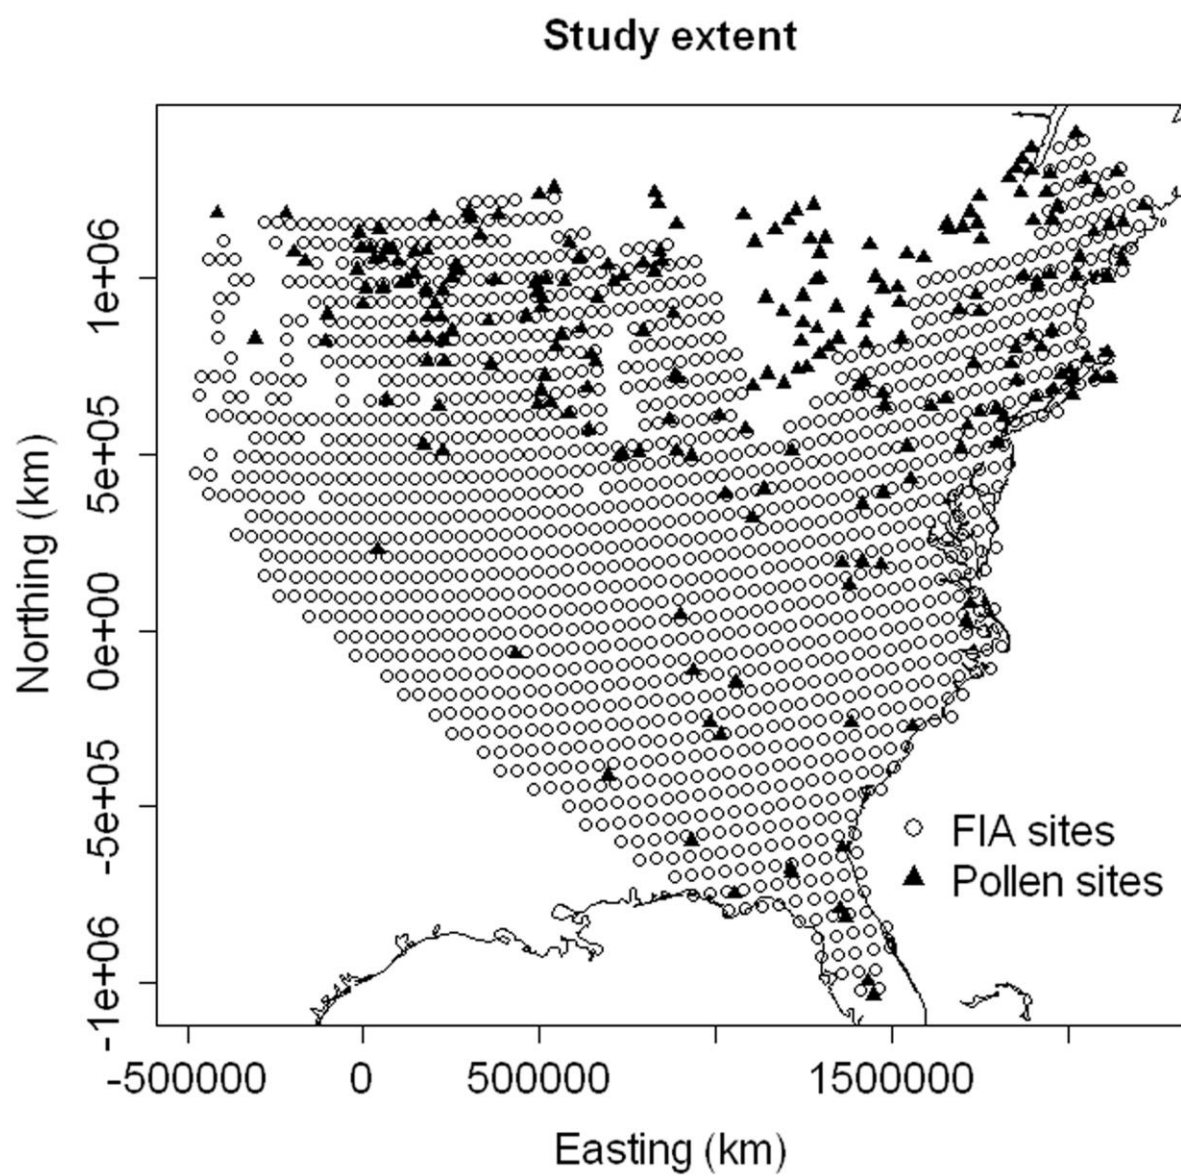 Study extent
Northing (km)
1e+06
5e+05
0e+00
-5e+05
-1e+06
FIA sites
Pollen sites
-500000 0 500000 1500000
Easting (km)